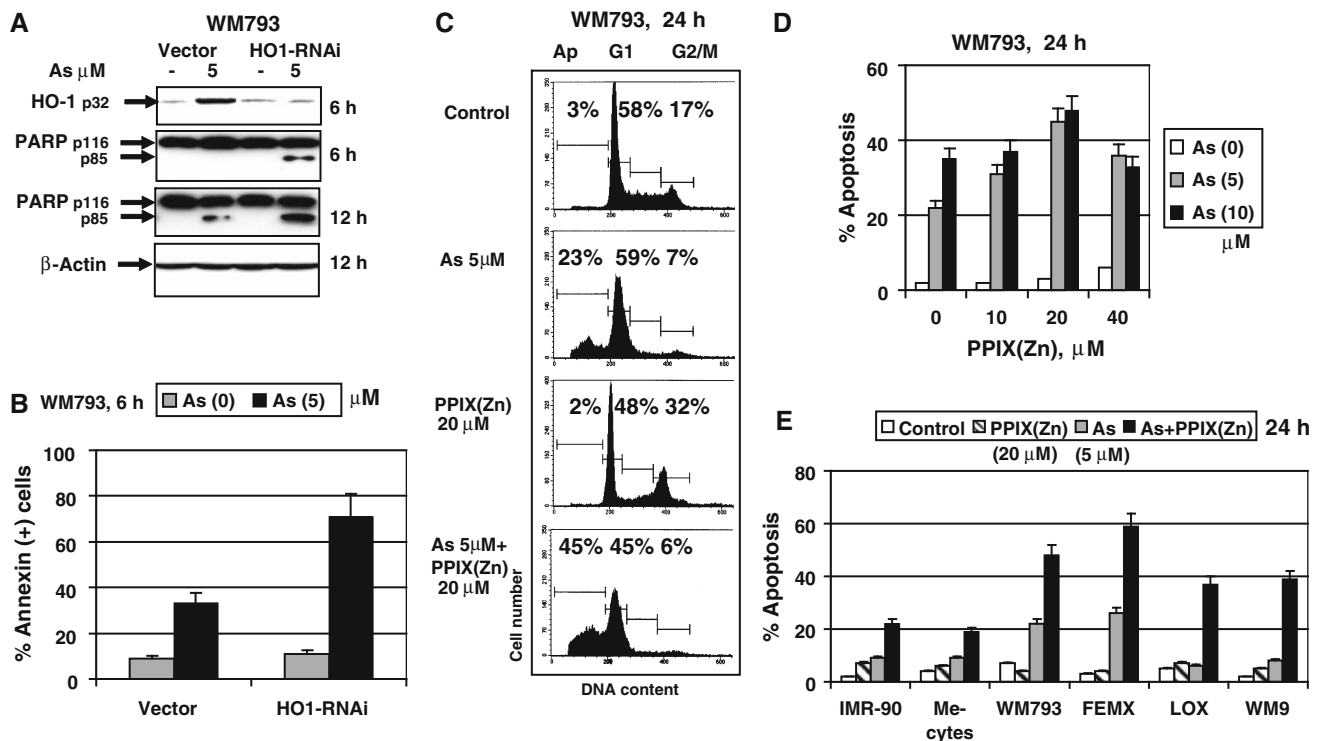 A
WM793
Vector HO1-RNAi
As μM - 5 - 5
HO-1 p32 6 h
PARP p116
p85 6 h
PARP p116
p85 12 h
β-Actin 12 h
B
WM793, 6 h As (0) As (5) μM
% Annexin (+) cells
100
80
60
40
20
0
Vector HO1-RNAi
C
WM793, 24 h
Ap G1 G2/M
Control
3% 58% 17%
As 5μM
23% 59% 7%
PPIX(Zn)
20 μM
2% 48% 32%
As 5μM+
PPIX(Zn)
20 μM
45% 45% 6%
Cell number
0 200 400 600
DNA content
D
WM793, 24 h
% Apoptosis
60
40
20
0
0 10 20 40
PPIX(Zn), μM
As (0)
As (5)
As (10)
μM
E
Control PPIX(Zn) As As+PPIX(Zn) 24 h
(20 μM) (5 μM)
% Apoptosis
80
60
40
20
0
IMR-90 Me-
cytes WM793 FEMX LOX WM9